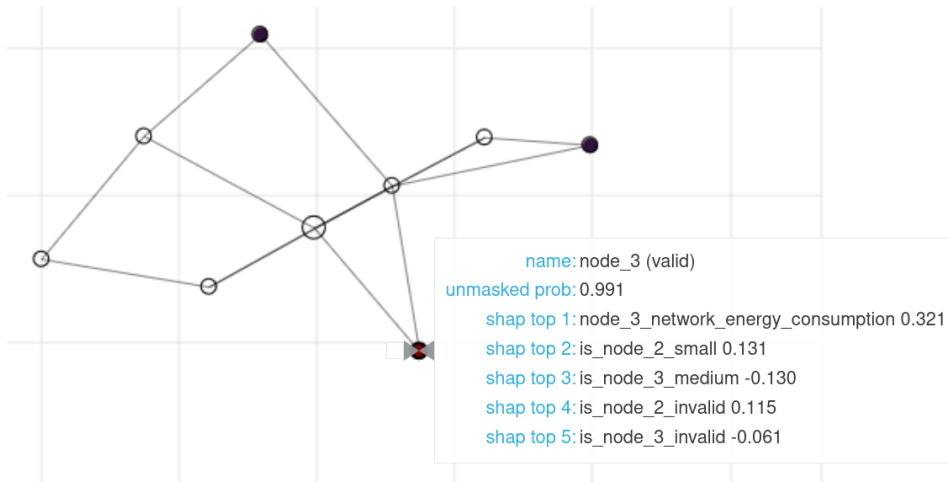 name: node_3 (valid)
unmasked prob: 0.991
shap top 1: node_3_network_energy_consumption 0.321
shap top 2: is_node_2_small 0.131
shap top 3: is_node_3_medium -0.130
shap top 4: is_node_2_invalid 0.115
shap top 5: is_node_3_invalid -0.061